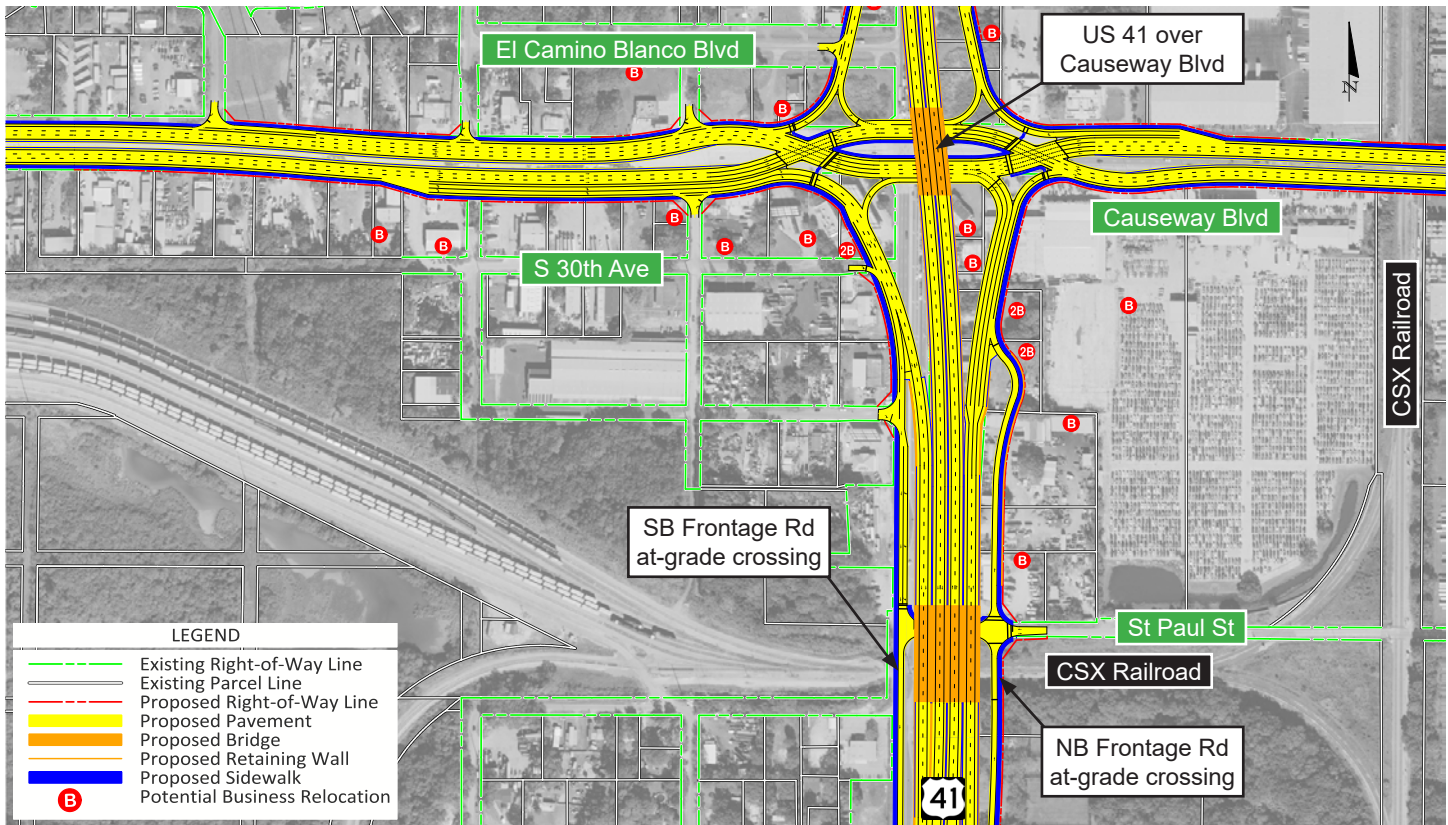 B
B
El Camino Blanco Blvd
US 41 over
Causeway Blvd
N
B
B
Causeway Blvd
B
B
B
B
B
2B
B
B
S 30th Ave
CSX Railroad
B
2B
2B
B
SB Frontage Rd
at-grade crossing
B
St Paul St
CSX Railroad
NB Frontage Rd
at-grade crossing
41
LEGEND
Existing Right-of-Way Line
Existing Parcel Line
Proposed Right-of-Way Line
Proposed Pavement
Proposed Bridge
Proposed Retaining Wall
Proposed Sidewalk
B Potential Business Relocation